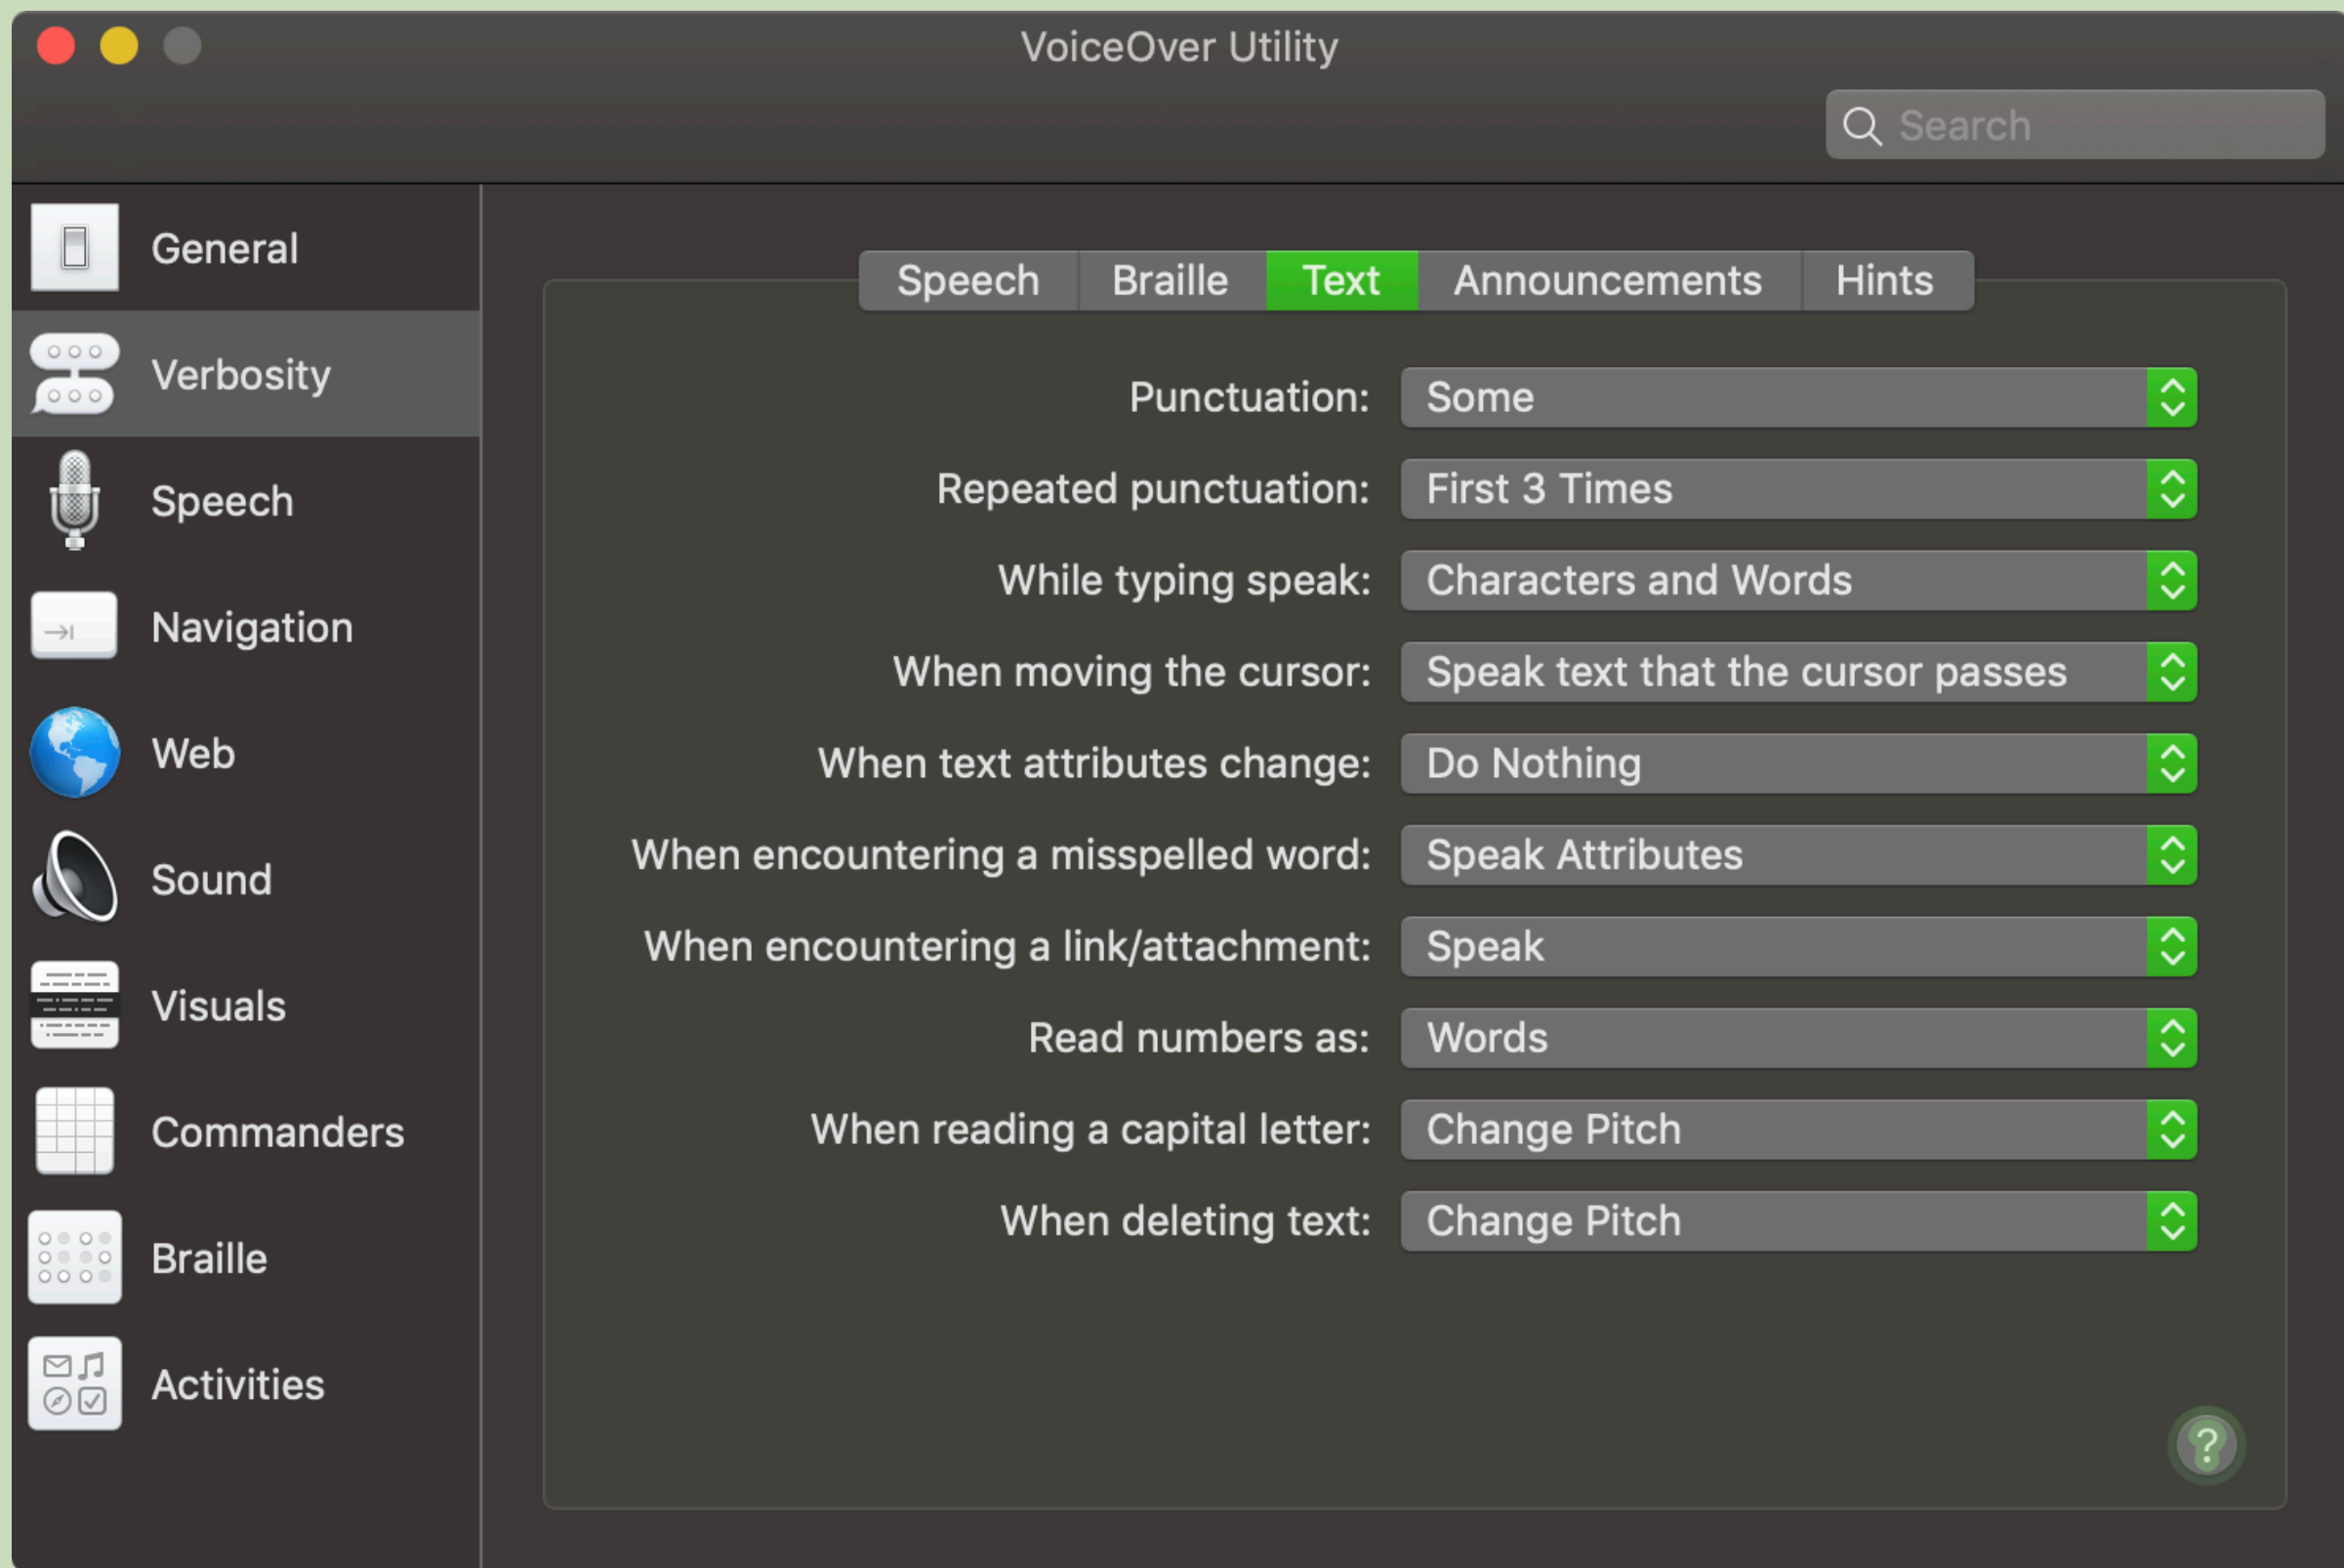 VoiceOver Utility
Search
General
Verbosity
Speech
Navigation
Web
Sound
Visuals
Commanders
Braille
Activities
Speech Braille Text Announcements Hints
Punctuation: Some
Repeated punctuation: First 3 Times
While typing speak: Characters and Words
When moving the cursor: Speak text that the cursor passes
When text attributes change: Do Nothing
When encountering a misspelled word: Speak Attributes
When encountering a link/attachment: Speak
Read numbers as: Words
When reading a capital letter: Change Pitch
When deleting text: Change Pitch
?